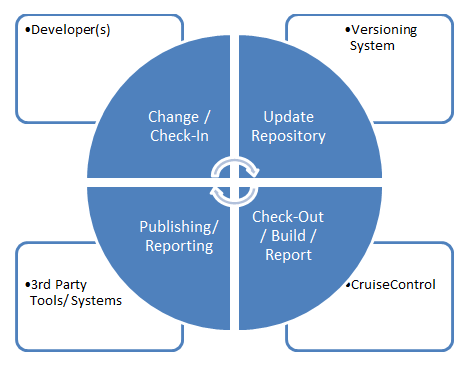 •Developer(s)
•Versioning
System
Change /
Check-In
Update
Repository
Publishing/
Reporting
Check-Out
/ Build /
Report
•3rd Party
Tools/Systems
•CruiseControl